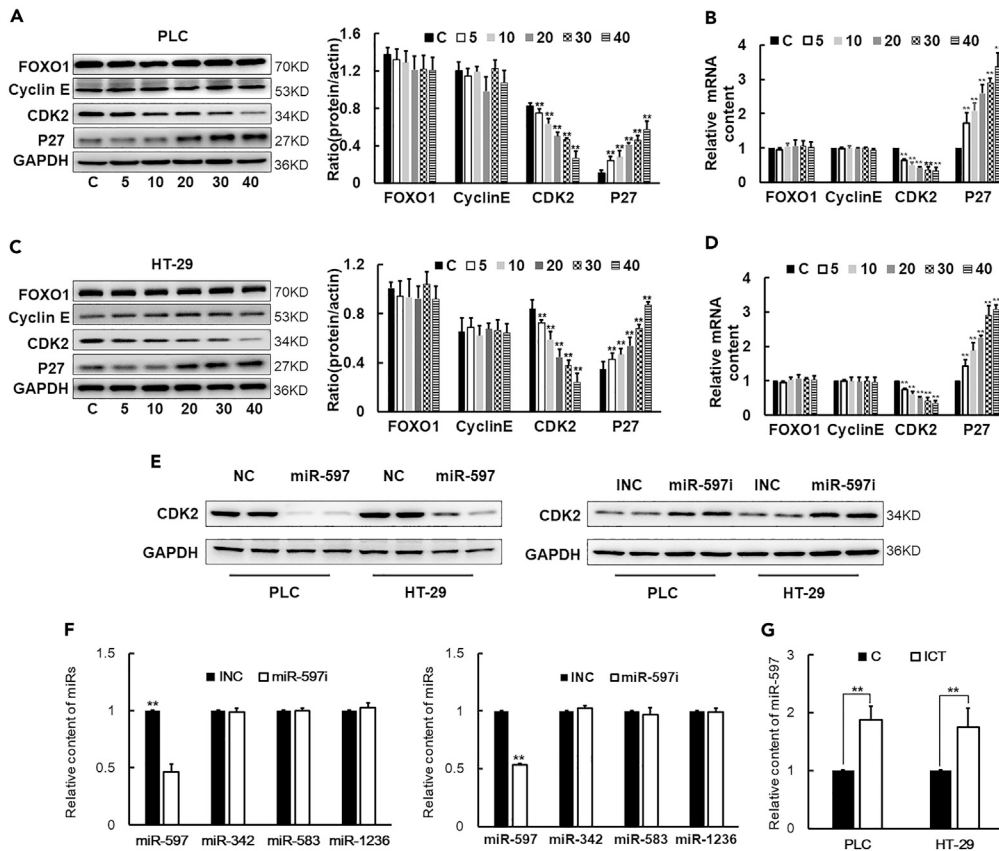 A
PLC
FOXO1
70KD
Cyclin E
53KD
CDK2
34KD
P27
27KD
GAPDH
36KD
C 5 10 20 30 40
Ratio(protein/actin)
1.6
1.2
0.8
0.4
0.0
C 5 10 20 30 40
** ** ** ** ** ** ** ** ** **
FOXO1 CyclinE CDK2 P27
B
Relative mRNA content
6
4
2
0
C 5 10 20 30 40
FOXO1 CyclinE CDK2 P27
C
HT-29
FOXO1
70KD
Cyclin E
53KD
CDK2
34KD
P27
27KD
GAPDH
36KD
C 5 10 20 30 40
Ratio(protein/actin)
1.2
0.8
0.4
0
C 5 10 20 30 40
** ** ** ** ** ** ** ** ** **
FOXO1 CyclinE CDK2 P27
D
Relative mRNA content
5
4
3
2
1
0
C 5 10 20 30 40
FOXO1 CyclinE CDK2 P27
E
NC miR-597 NC miR-597
CDK2
GAPDH
PLC HT-29
INC miR-597i INC miR-597i
CDK2
34KD
GAPDH
36KD
PLC HT-29
F
Relative content of miRs
1.5
1
0.5
0
INC miR-597i
**
miR-597 miR-342 miR-583 miR-1236
Relative content of miRs
1.5
1
0.5
0
INC miR-597i
**
miR-597 miR-342 miR-583 miR-1236
G
Relative content of miR-597
3
2
1
0
C ICT
** **
PLC HT-29